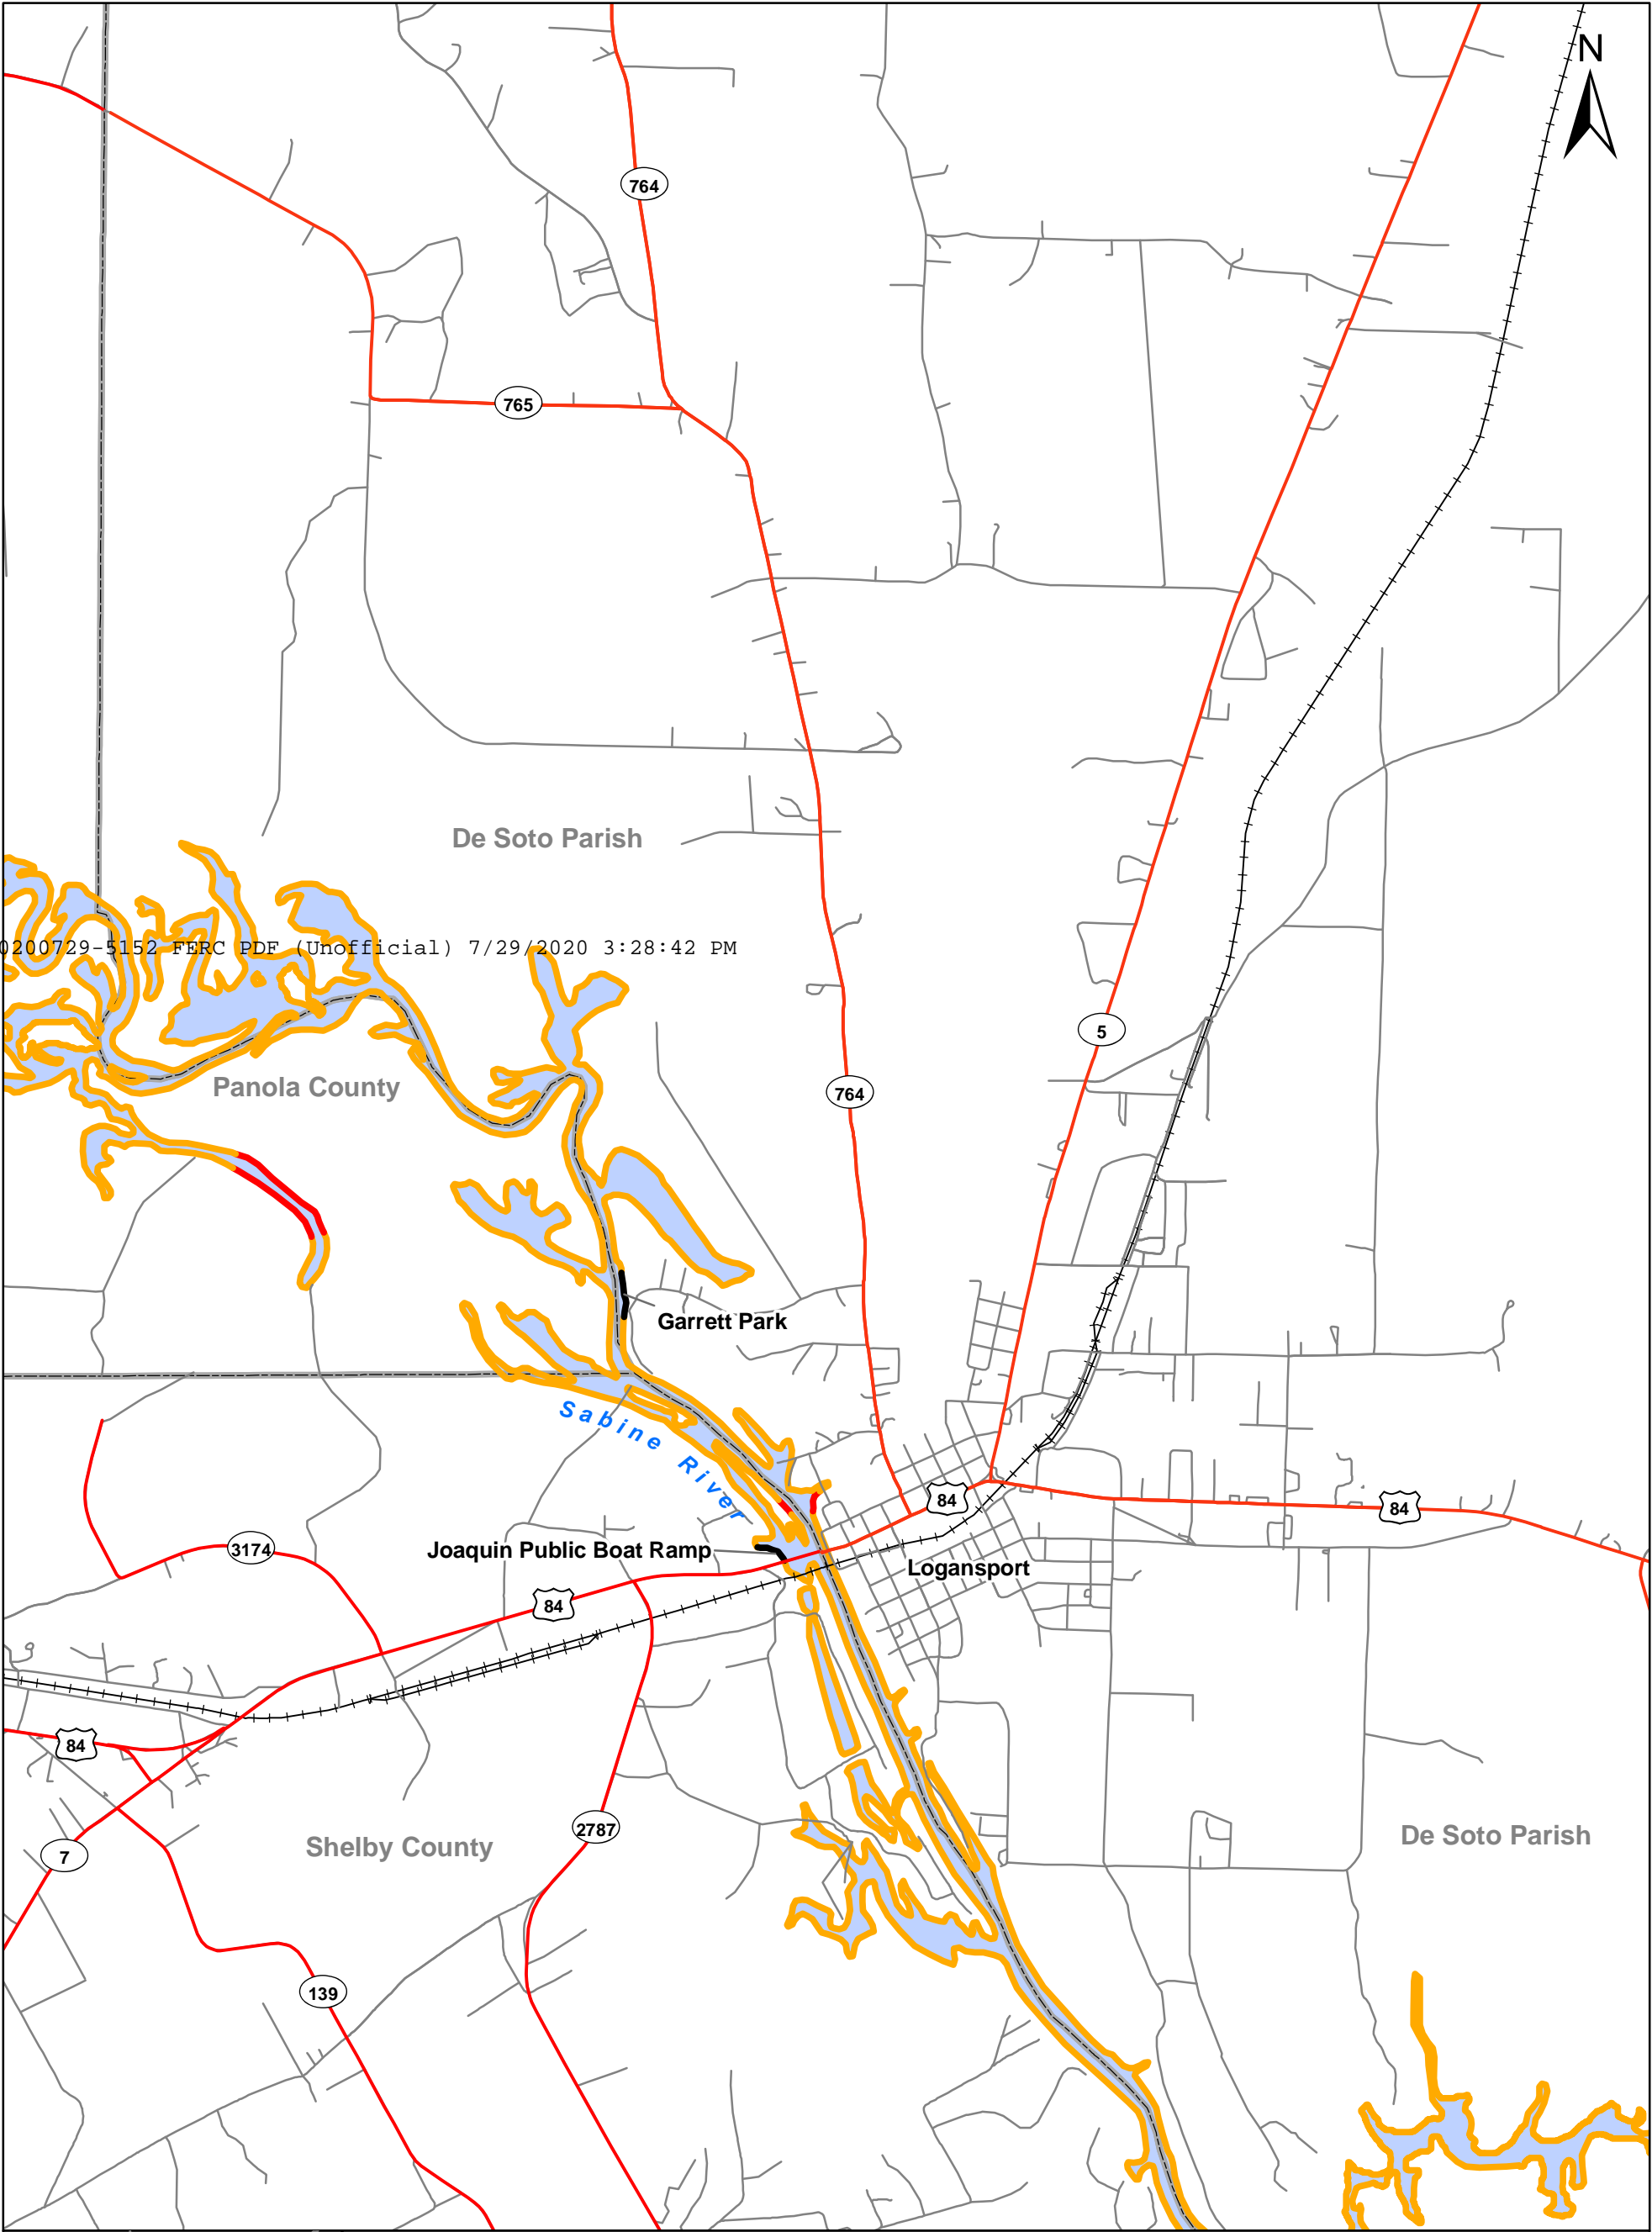 N
764
765
De Soto Parish
0200729-5152 FERC PDF (Unofficial) 7/29/2020 3:28:42 PM
5
Panola County
764
Garrett Park
Sabine River
84
84
3174
Joaquin Public Boat Ramp
Logansport
84
84
2787
De Soto Parish
Shelby County
7
139